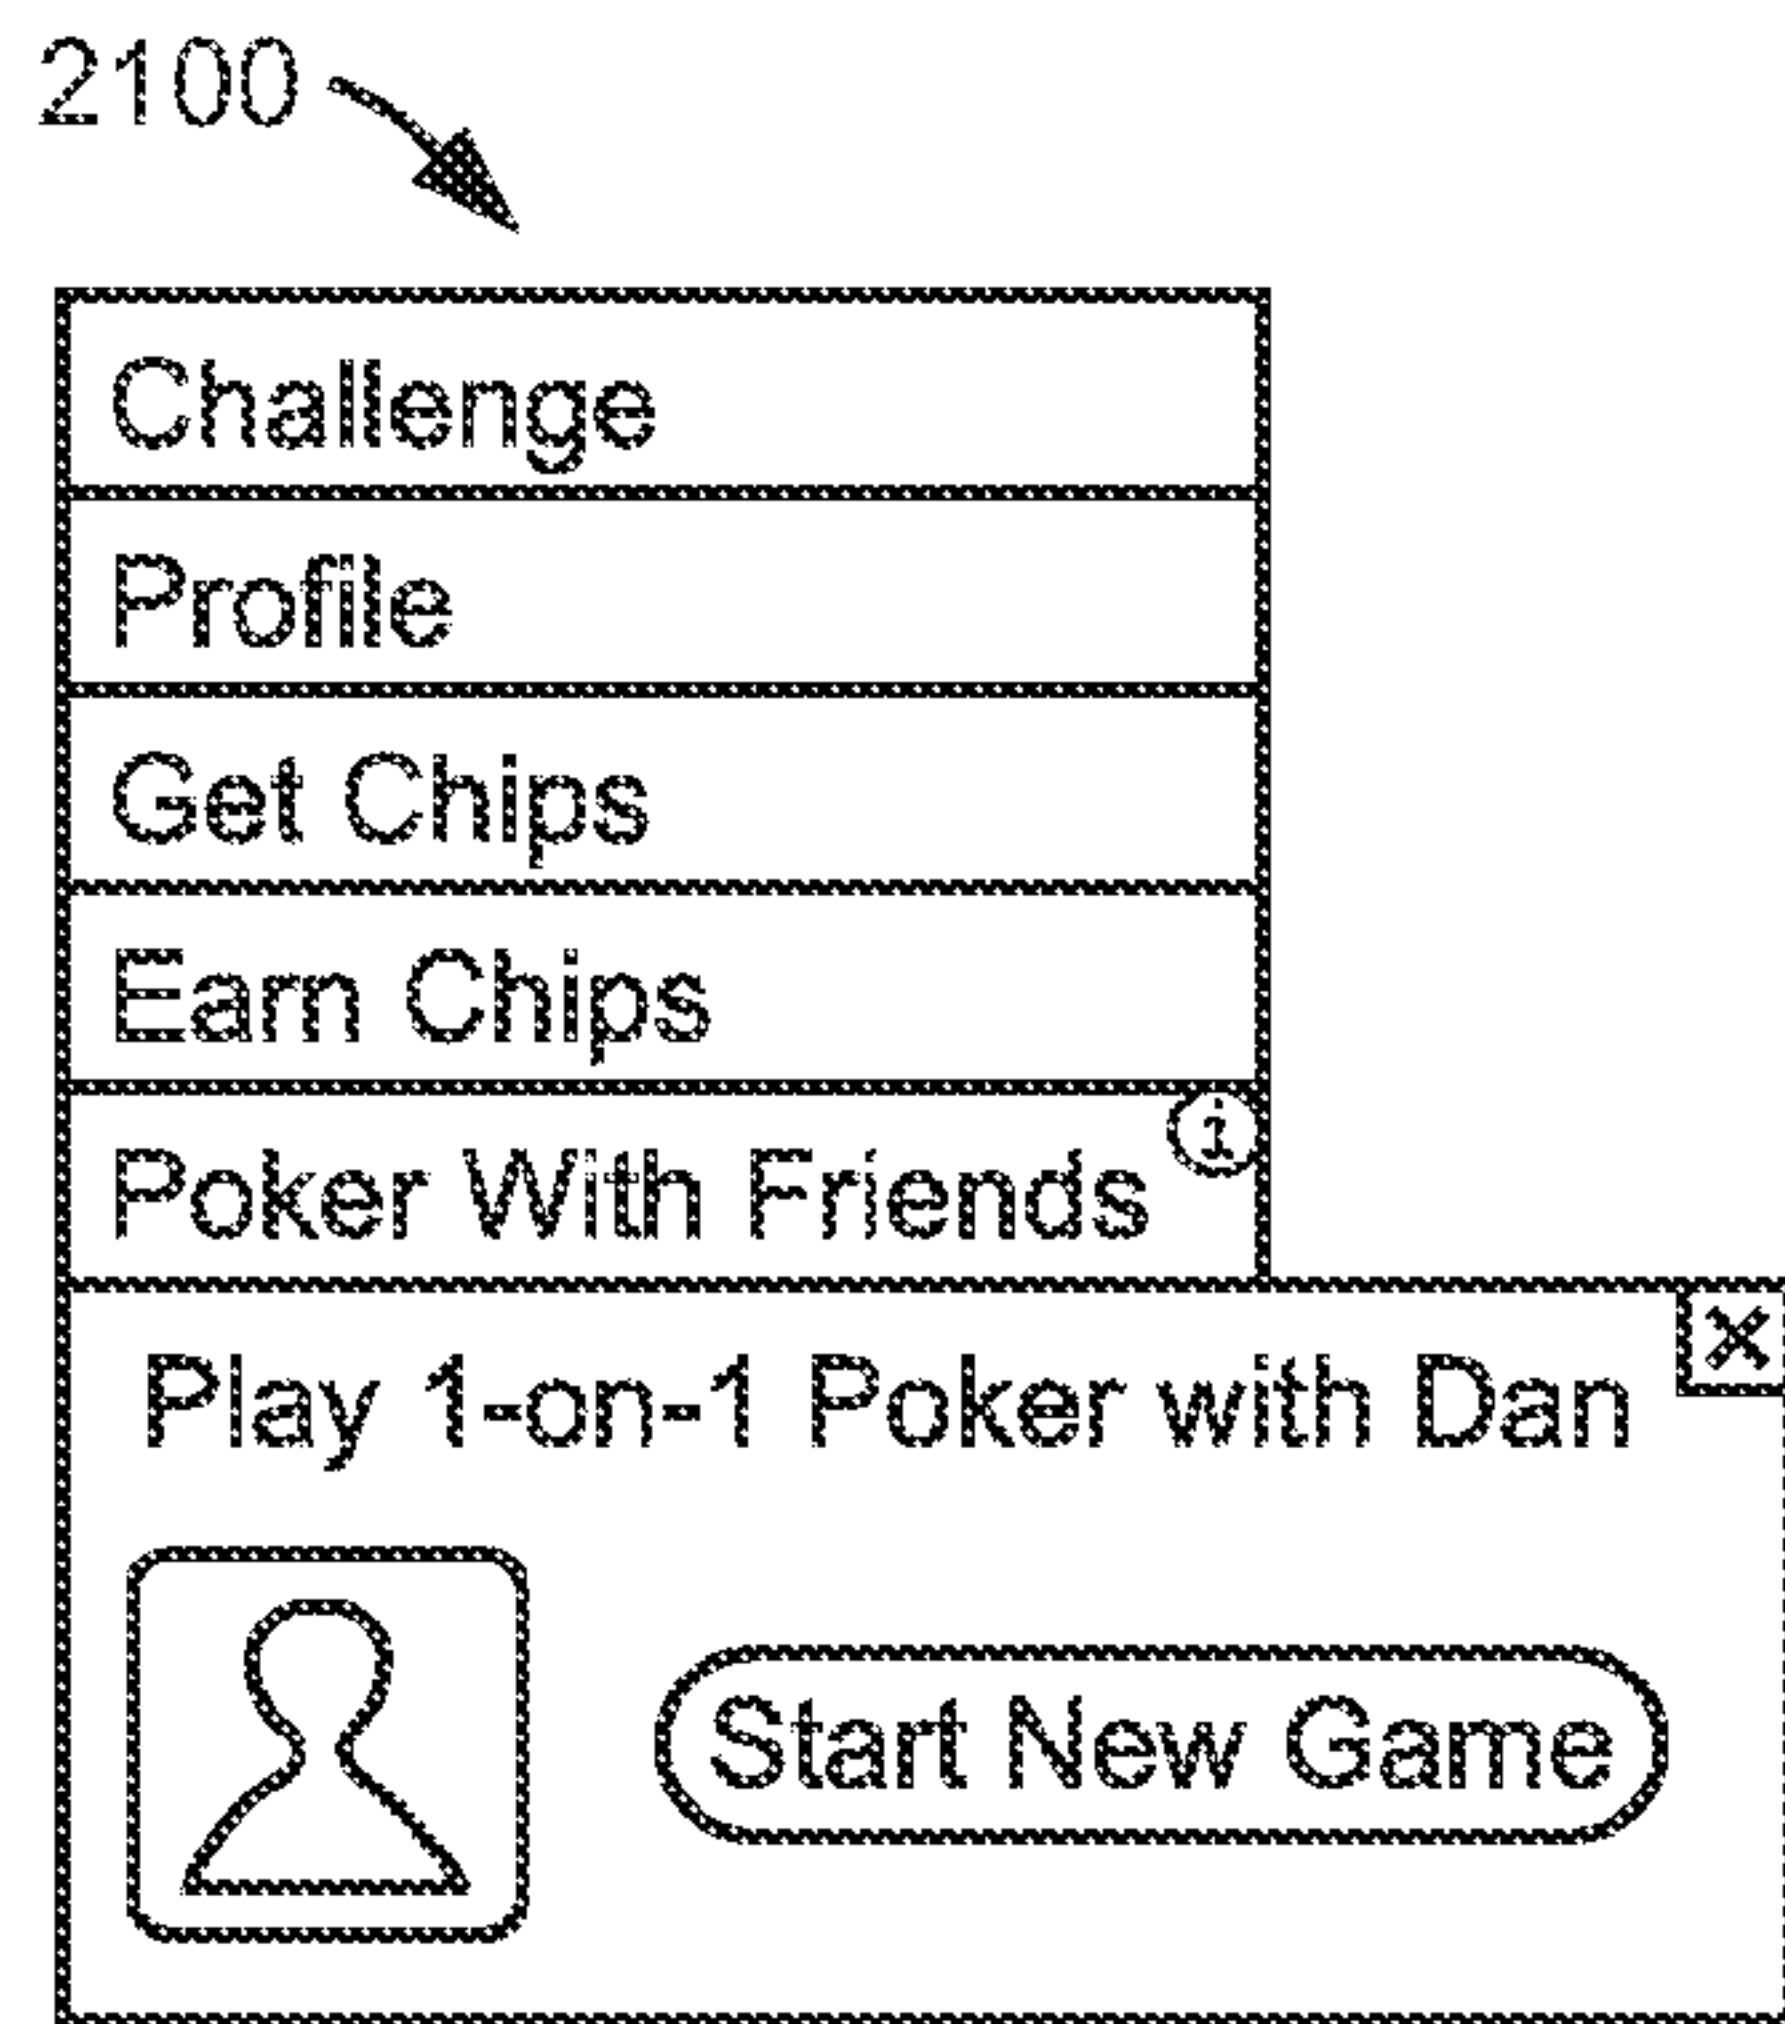 2100
Challenge
Profile
Get Chips
Earn Chips
i
Poker With Friends
X
Play 1-on-1 Poker with Dan
Start New Game